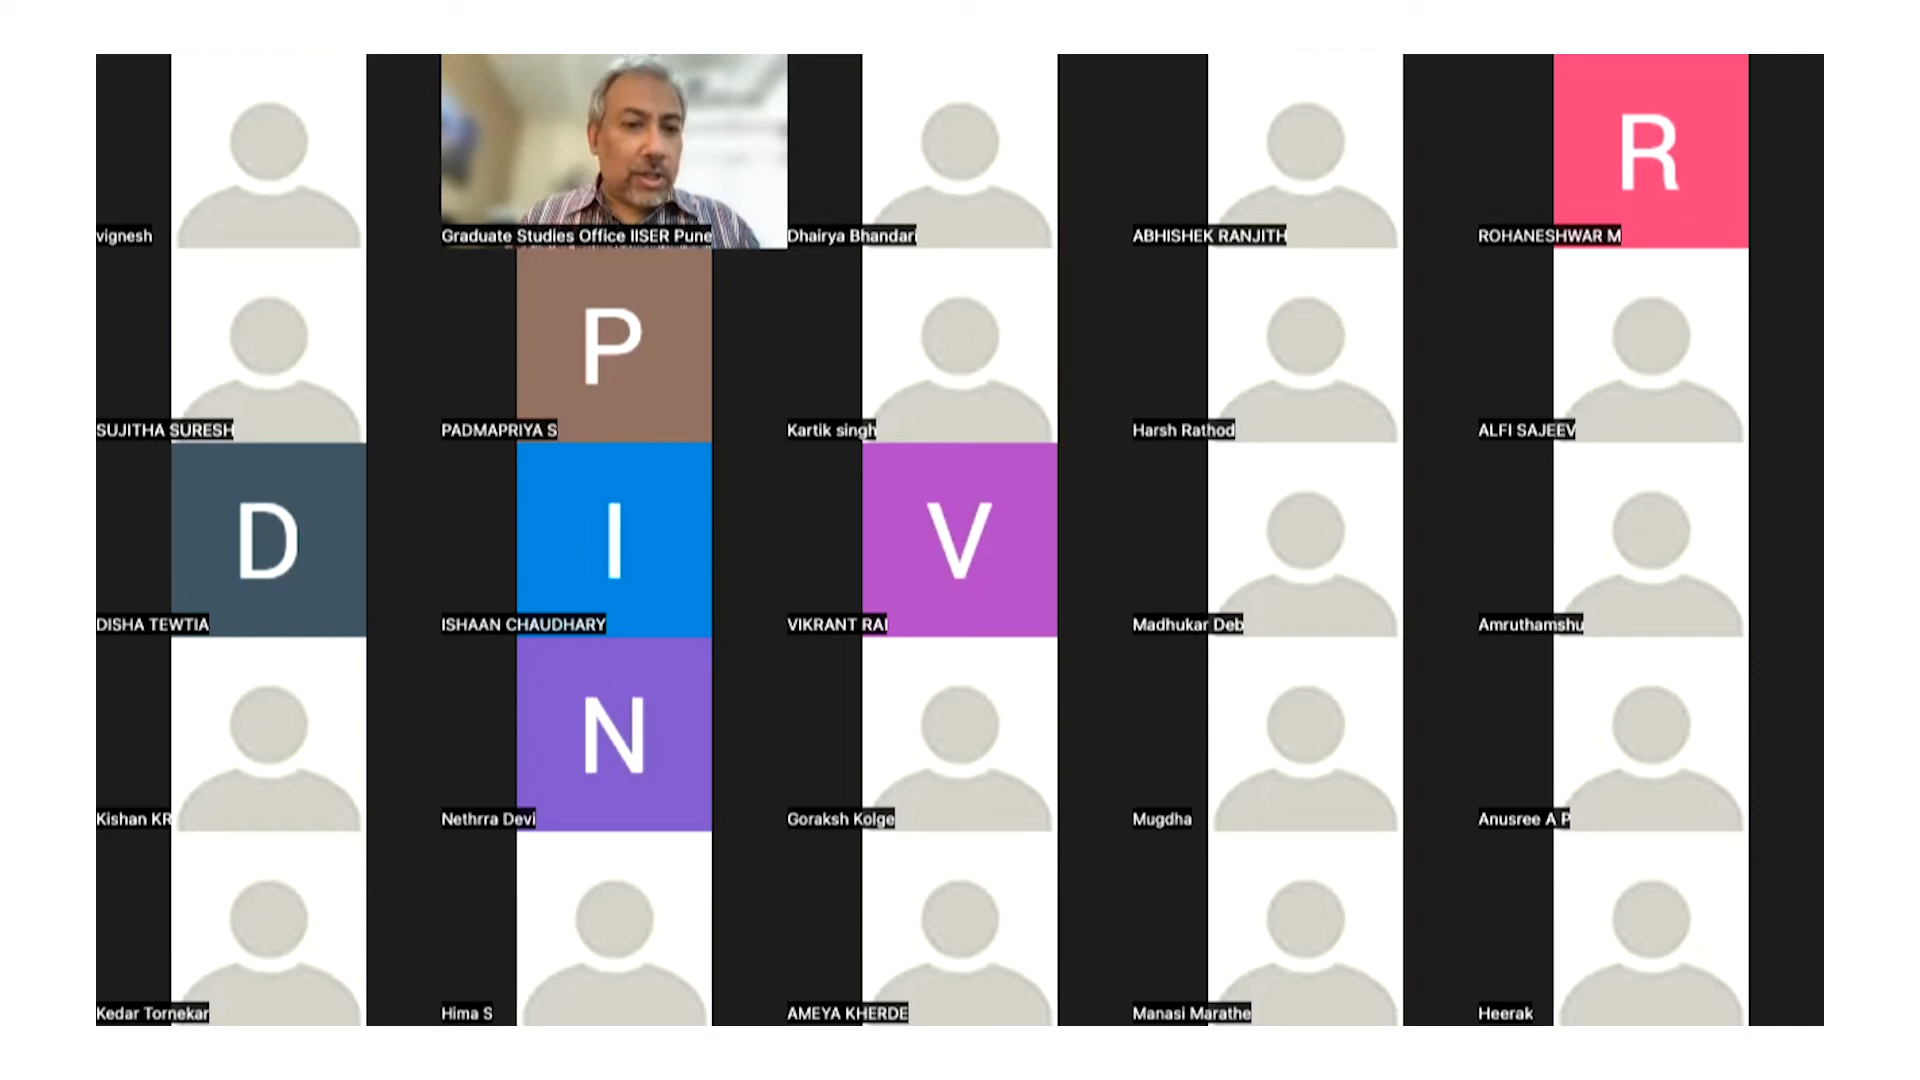 R
vignesh
Graduate Studies Office IISER Pune
Dhairya Bhandari
ABHISHEK RANJITH
ROHANESHWAR M
P
SUJITHA SURESH
PADMAPRIYA S
Kartik singh
Harsh Rathod
ALFI SAJEEV
D
I
V
DISHA TEWTIA
ISHAAN CHAUDHARY
VIKRANT RAI
Madhukar Deb
Amruthamshu
N
Kishan KR
Nethrra Devi
Goraksh Kolge
Mugdha
Anusree A P
Kedar Tornekar
Hima S
AMEYA KHERDE
Manasi Marathe
Heerak